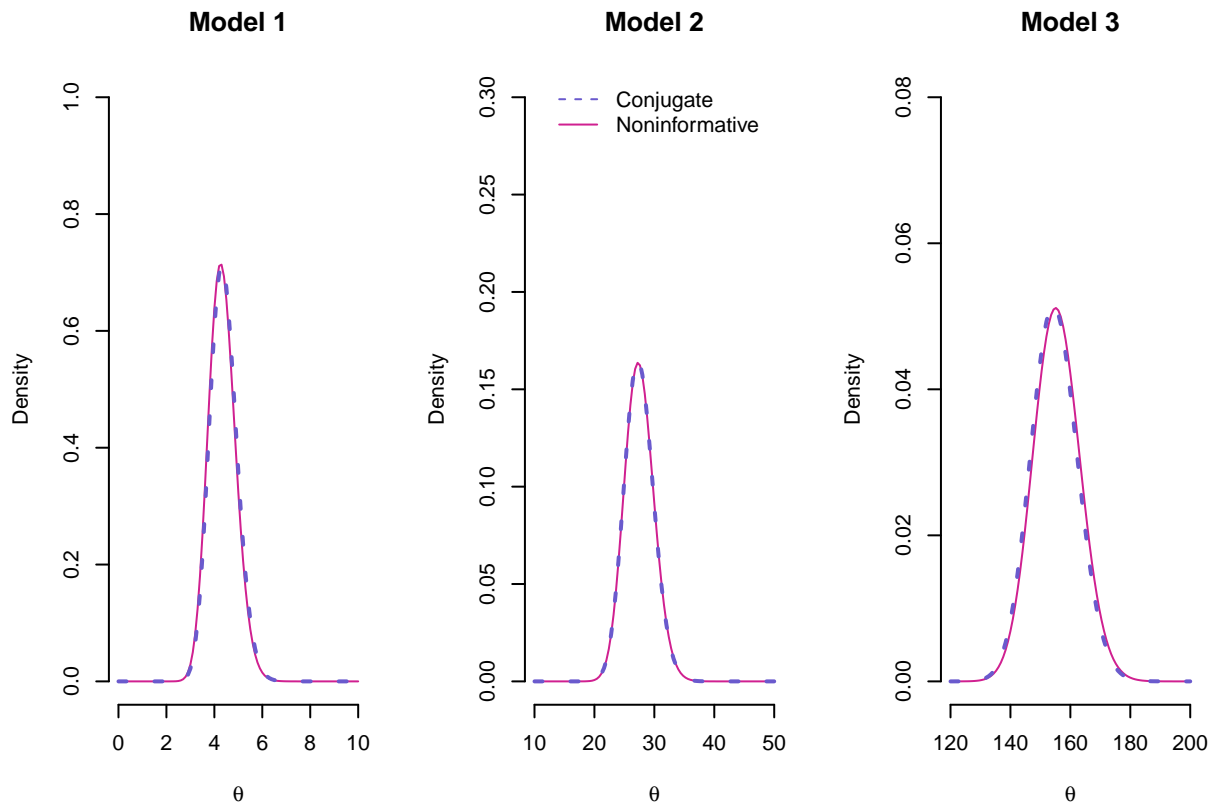 Model 1
Density
0.0 0.2 0.4 0.6 0.8 1.0
0 2 4 6 8 10
θ
Model 2
Conjugate
Noninformative
Density
0.00 0.05 0.10 0.15 0.20 0.25 0.30
10 20 30 40 50
θ
Model 3
Density
0.00 0.02 0.04 0.06 0.08
120 140 160 180 200
θ